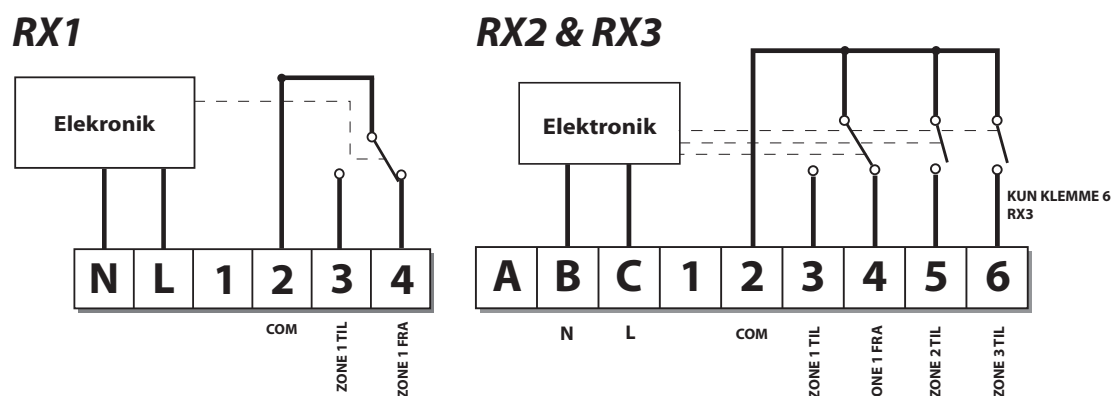 RX1
Elekronik
N L 1 2 3 4
COM
ZONE 1 TIL
ZONE 1 FRA
RX2 & RX3
Elektronik
KUN KLEMME 6
RX3
A B C 1 2 3 4 5 6
N L COM
ZONE 1 TIL
ZONE 1 FRA
ZONE 2 TIL
ZONE 3 TIL